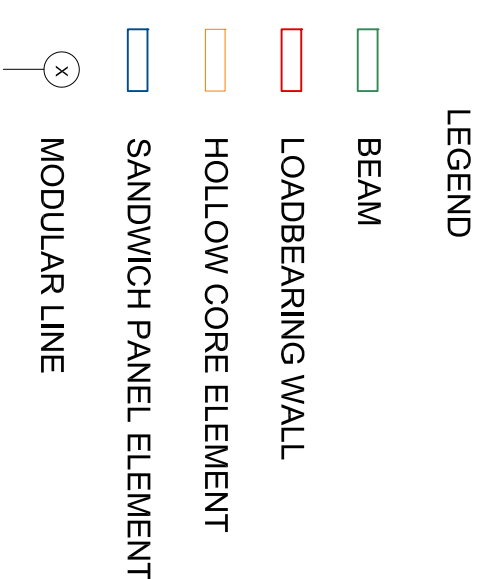 LEGEND
BEAM
LOADBEARING WALL
HOLLOW CORE ELEMENT
SANDWICH PANEL ELEMENT
X MODULAR LINE